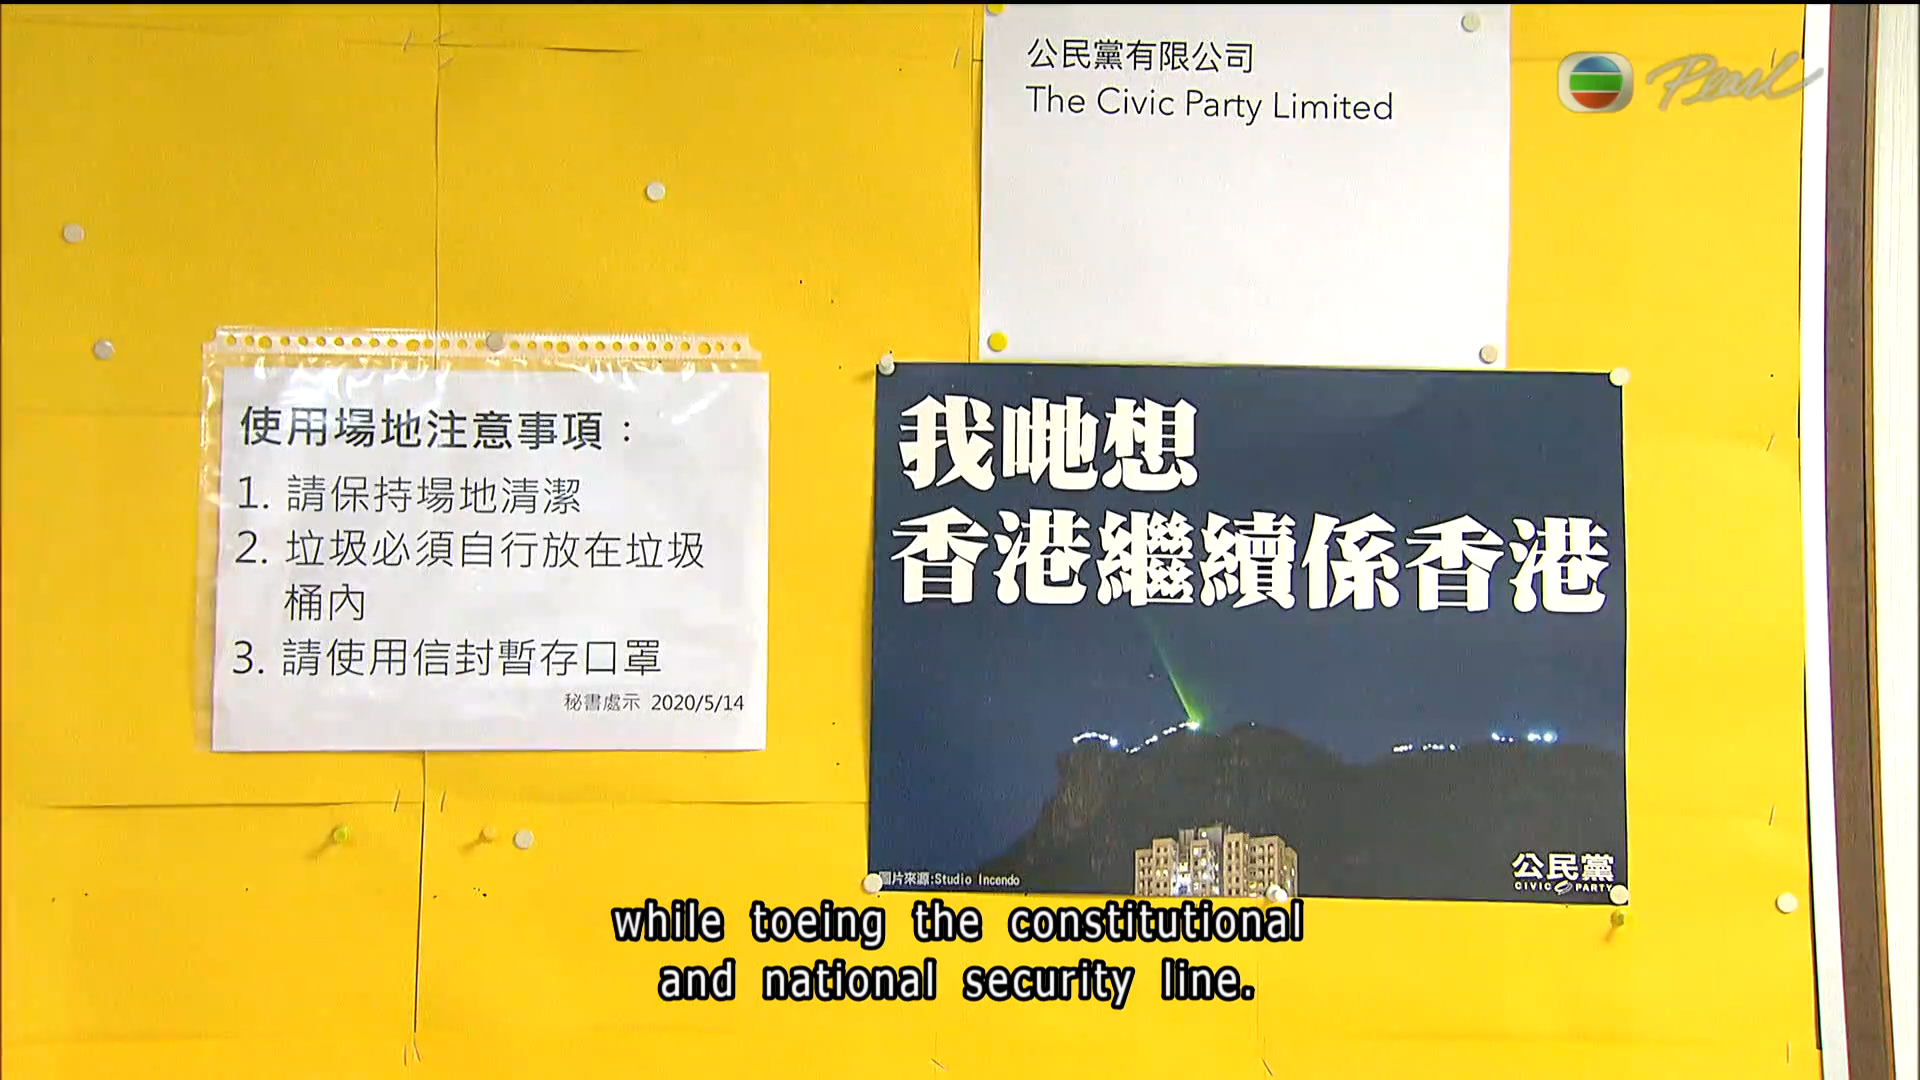 公民黨有限公司
The Civic Party Limited
Pearl
使用場地注意事項：
1. 請保持場地清潔
2. 垃圾必須自行放在垃圾
桶內
3. 請使用信封暫存口罩
秘書處示 2020/5/14
我哋想
香港繼續係香港
圖片來源:Studio Incendo
公民黨
CIVIC PARTY
while toeing the constitutional
and national security line.